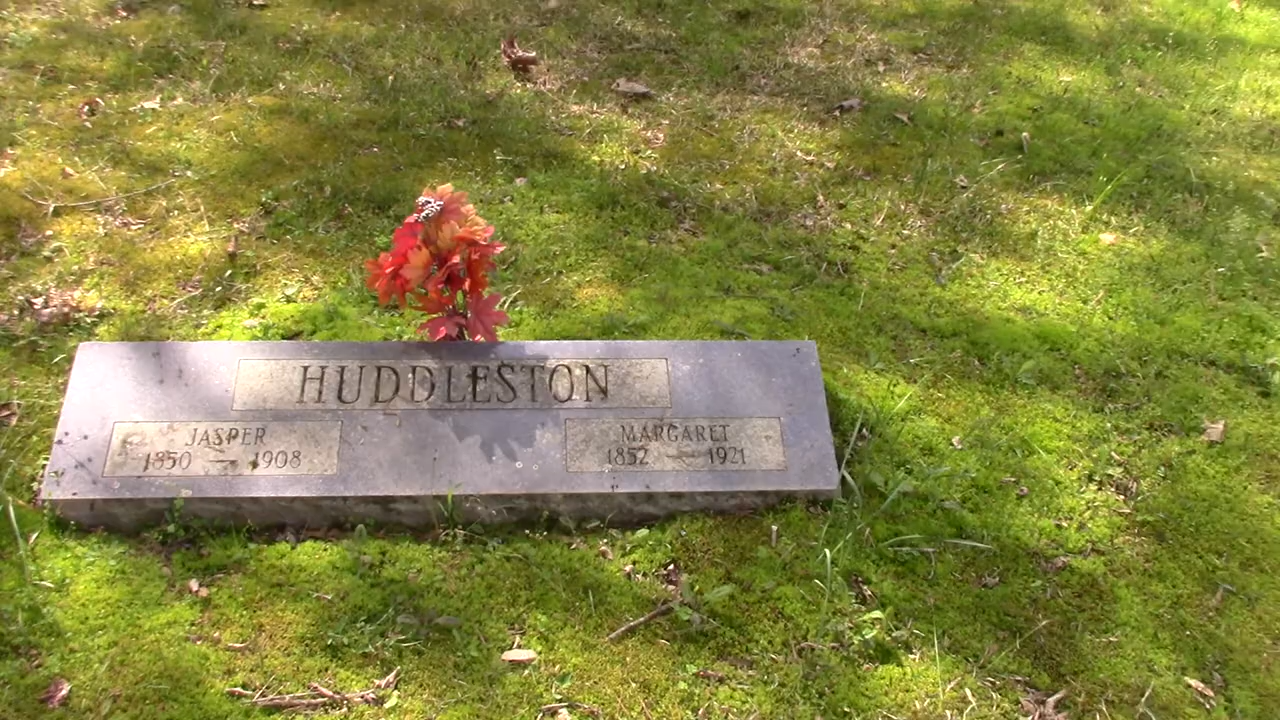 HUDDLESTON
JASPER
1850 — 1908
MARGARET
1852 — 1921